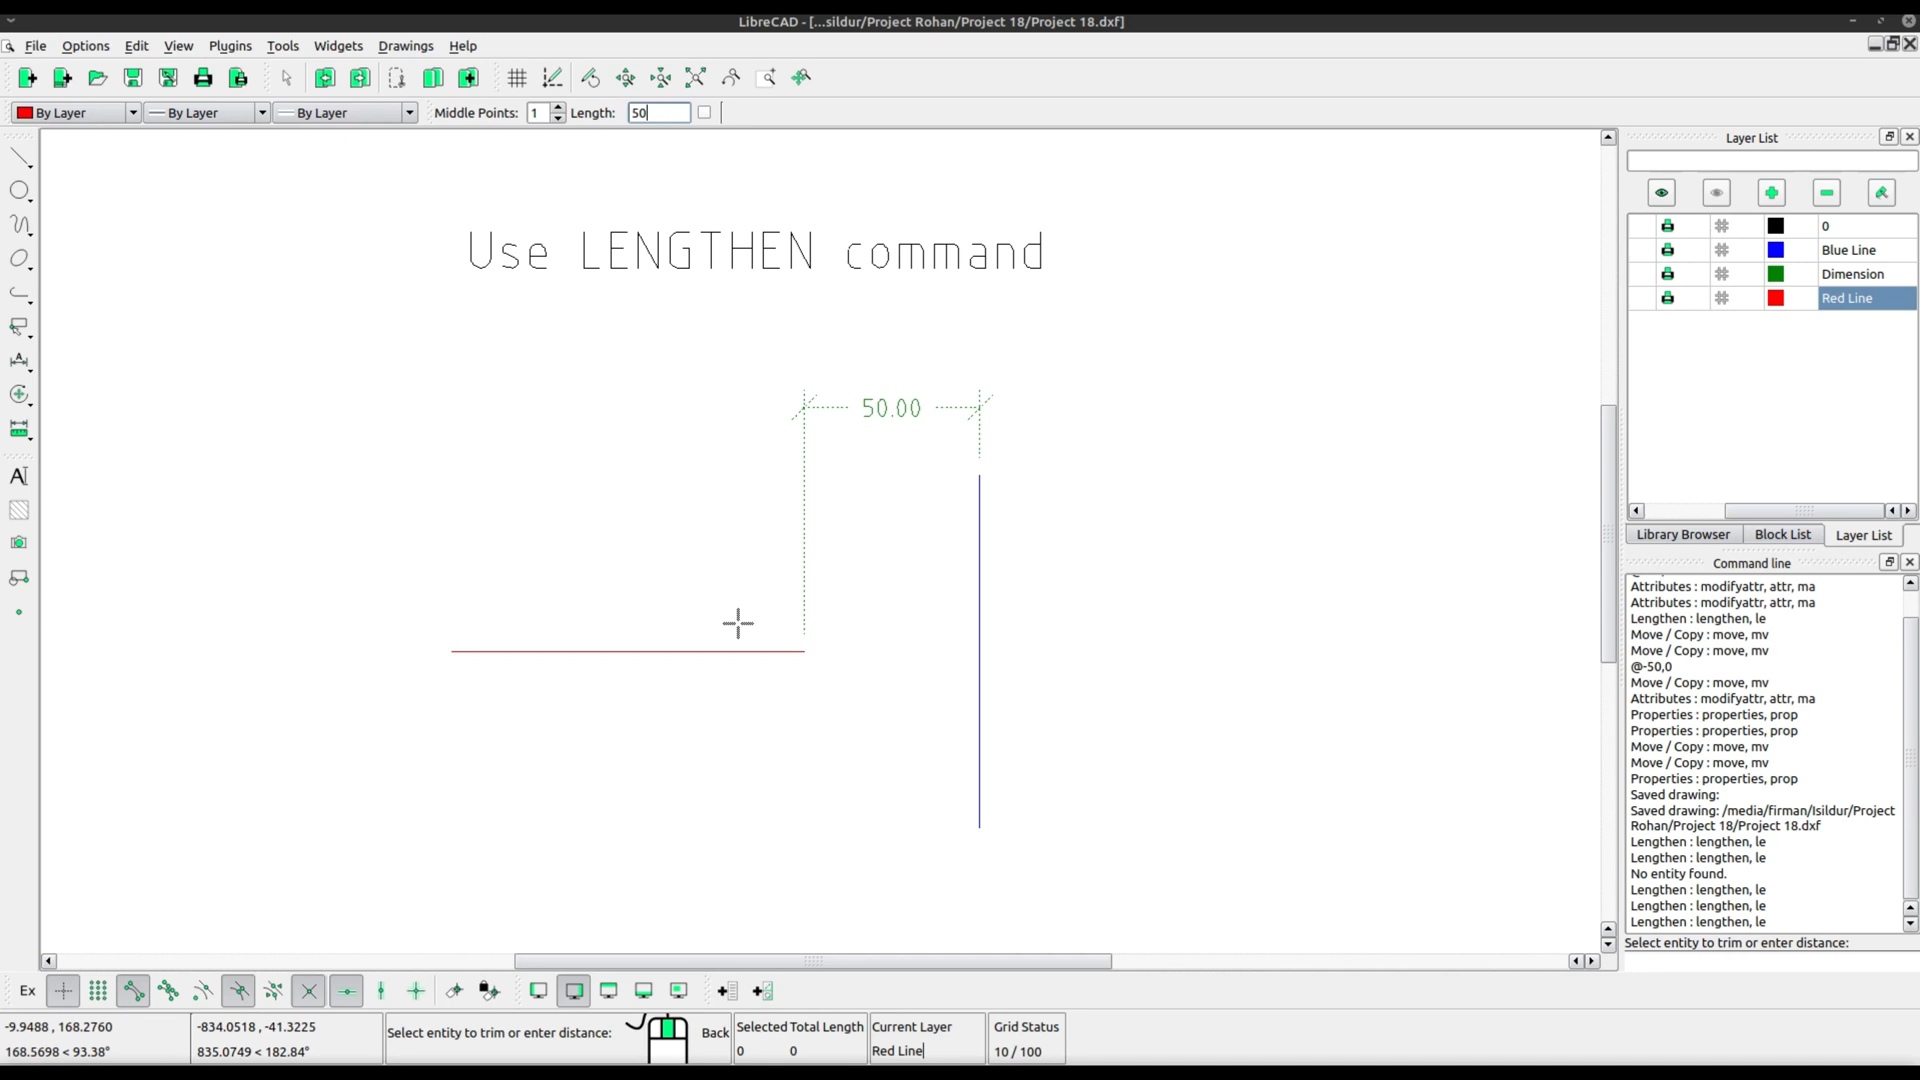 LibreCAD - [...sildur/Project Rohan/Project 18/Project 18.dxf]
File Options Edit View Plugins Tools Widgets Drawings Help
By Layer By Layer By Layer Middle Points: 1 Length: 50
Layer List
Use LENGTHEN command
0
Blue Line
Dimension
Red Line
50.00
Library Browser Block List Layer List
Command line
Attributes : modifyattr, attr, ma
Attributes : modifyattr, attr, ma
Lengthen : lengthen, le
Move / Copy : move, mv
Move / Copy : move, mv
@-50,0
Move / Copy : move, mv
Attributes : modifyattr, attr, ma
Properties : properties, prop
Properties : properties, prop
Move / Copy : move, mv
Move / Copy : move, mv
Properties : properties, prop
Saved drawing:
Saved drawing: /media/firman/Isildur/Project
Rohan/Project 18/Project 18.dxf
Lengthen : lengthen, le
Lengthen : lengthen, le
No entity found.
Lengthen : lengthen, le
Lengthen : lengthen, le
Lengthen : lengthen, le
Select entity to trim or enter distance:
Ex
-9.9488 , 168.2760
168.5698 < 93.38°
-834.0518 , -41.3225
835.0749 < 182.84°
Select entity to trim or enter distance:
Back
Selected Total Length
0 0
Current Layer
Red Line
Grid Status
10 / 100